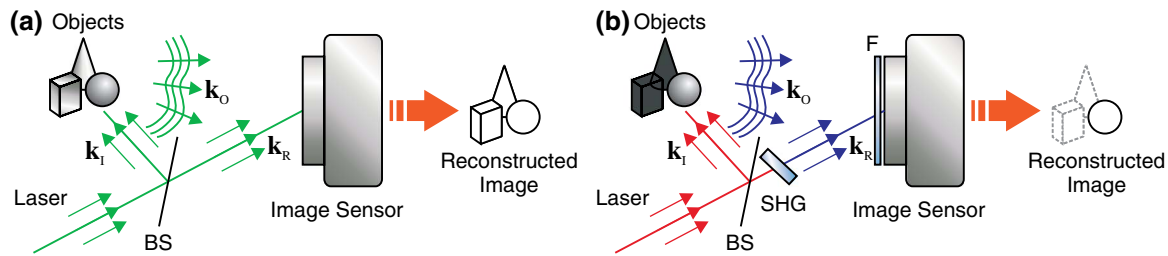 (a)
Objects
k_O
k_I
k_R
Laser
BS
Image Sensor
Reconstructed
Image
(b)
Objects
F
k_O
k_I
k_R
Laser
SHG
BS
Image Sensor
Reconstructed
Image